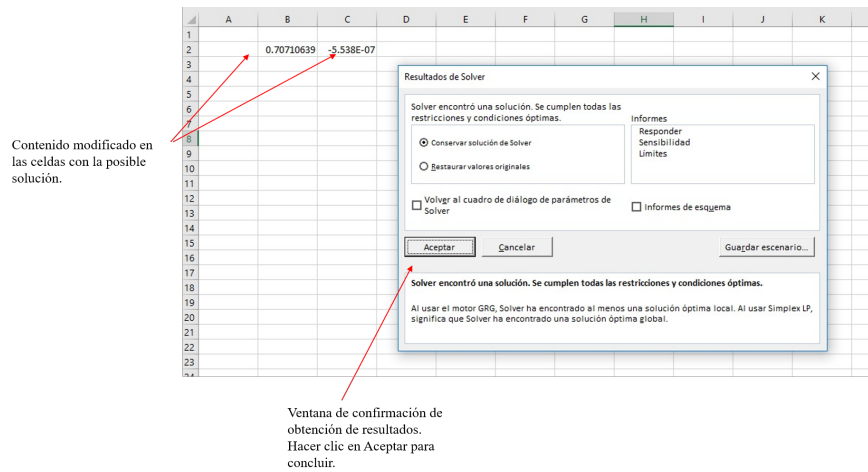 A B C D E F G H I J K
1
2 0.70710639 -5.538E-07
3
4
5
6
7
8
9
10
11
12
13
14
15
16
17
18
19
20
21
22
23
24
Contenido modificado en
las celdas con la posible
solución.
Resultados de Solver
Solver encontró una solución. Se cumplen todas las
restricciones y condiciones óptimas.
Conservar solución de Solver
Restaurar valores originales
Informes
Responder
Sensibilidad
Límites
Volver al cuadro de diálogo de parámetros de
Solver
Informes de esquema
Aceptar Cancelar Guardar escenario...
Solver encontró una solución. Se cumplen todas las restricciones y condiciones óptimas.
Al usar el motor GRG, Solver ha encontrado al menos una solución óptima local. Al usar Simplex LP,
significa que Solver ha encontrado una solución óptima global.
Ventana de confirmación de
obtención de resultados.
Hacer clic en Aceptar para
concluir.